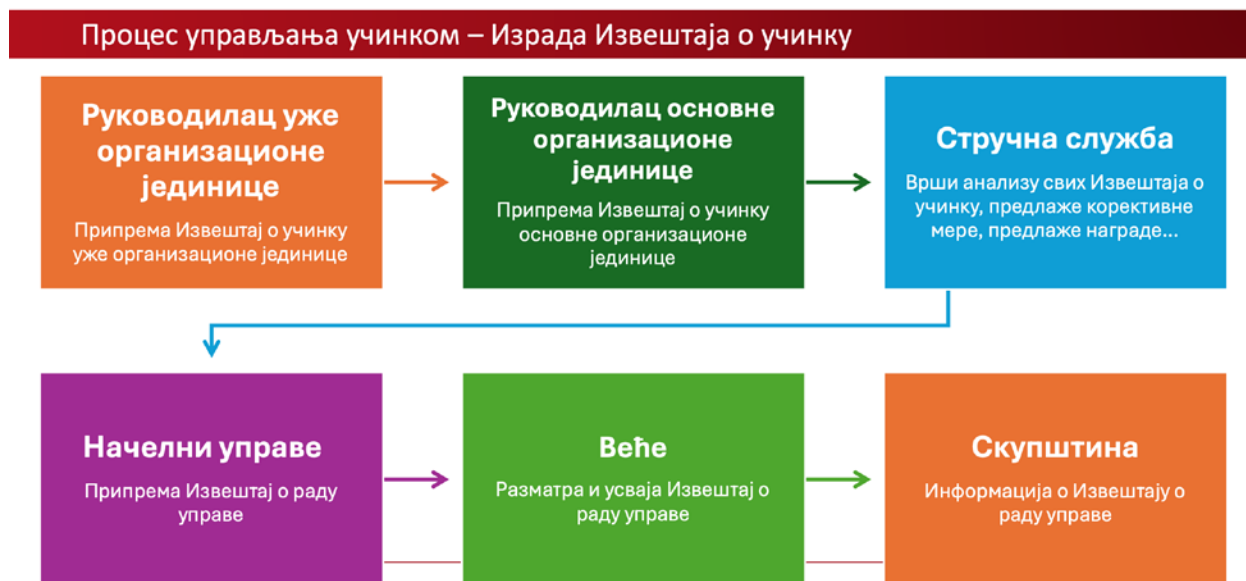 Процес управљања учинком – Израда Извештаја о учинку
Руководилац уже
организационе
јединице
Припрема Извештај о учинку
уже организационе јединице
Руководилац основне
организационе
јединице
Припрема Извештај о учинку
основне организационе
јединице
Стручна служба
Врши анализу свих Извештаја о
учинку, предлаже корективне
мере, предлаже награде...
Начелни управе
Припрема Извештај о раду
управе
Веће
Разматра и усваја Извештај о
раду управе
Скупштина
Информација о Извештају о
раду управе